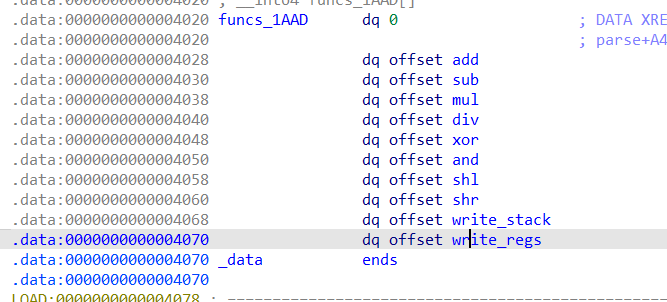 .data:0000000000004020 ; __int64 funcs_1AAD[]
.data:0000000000004020 funcs_1AAD dq 0 ; DATA XRE
.data:0000000000004020 ; parse+A4
.data:0000000000004028 dq offset add
.data:0000000000004030 dq offset sub
.data:0000000000004038 dq offset mul
.data:0000000000004040 dq offset div
.data:0000000000004048 dq offset xor
.data:0000000000004050 dq offset and
.data:0000000000004058 dq offset shl
.data:0000000000004060 dq offset shr
.data:0000000000004068 dq offset write_stack
.data:0000000000004070 dq offset write_regs
.data:0000000000004070 _data ends
.data:0000000000004070
LOAD:0000000000004078 ; ---------------------------------------------------